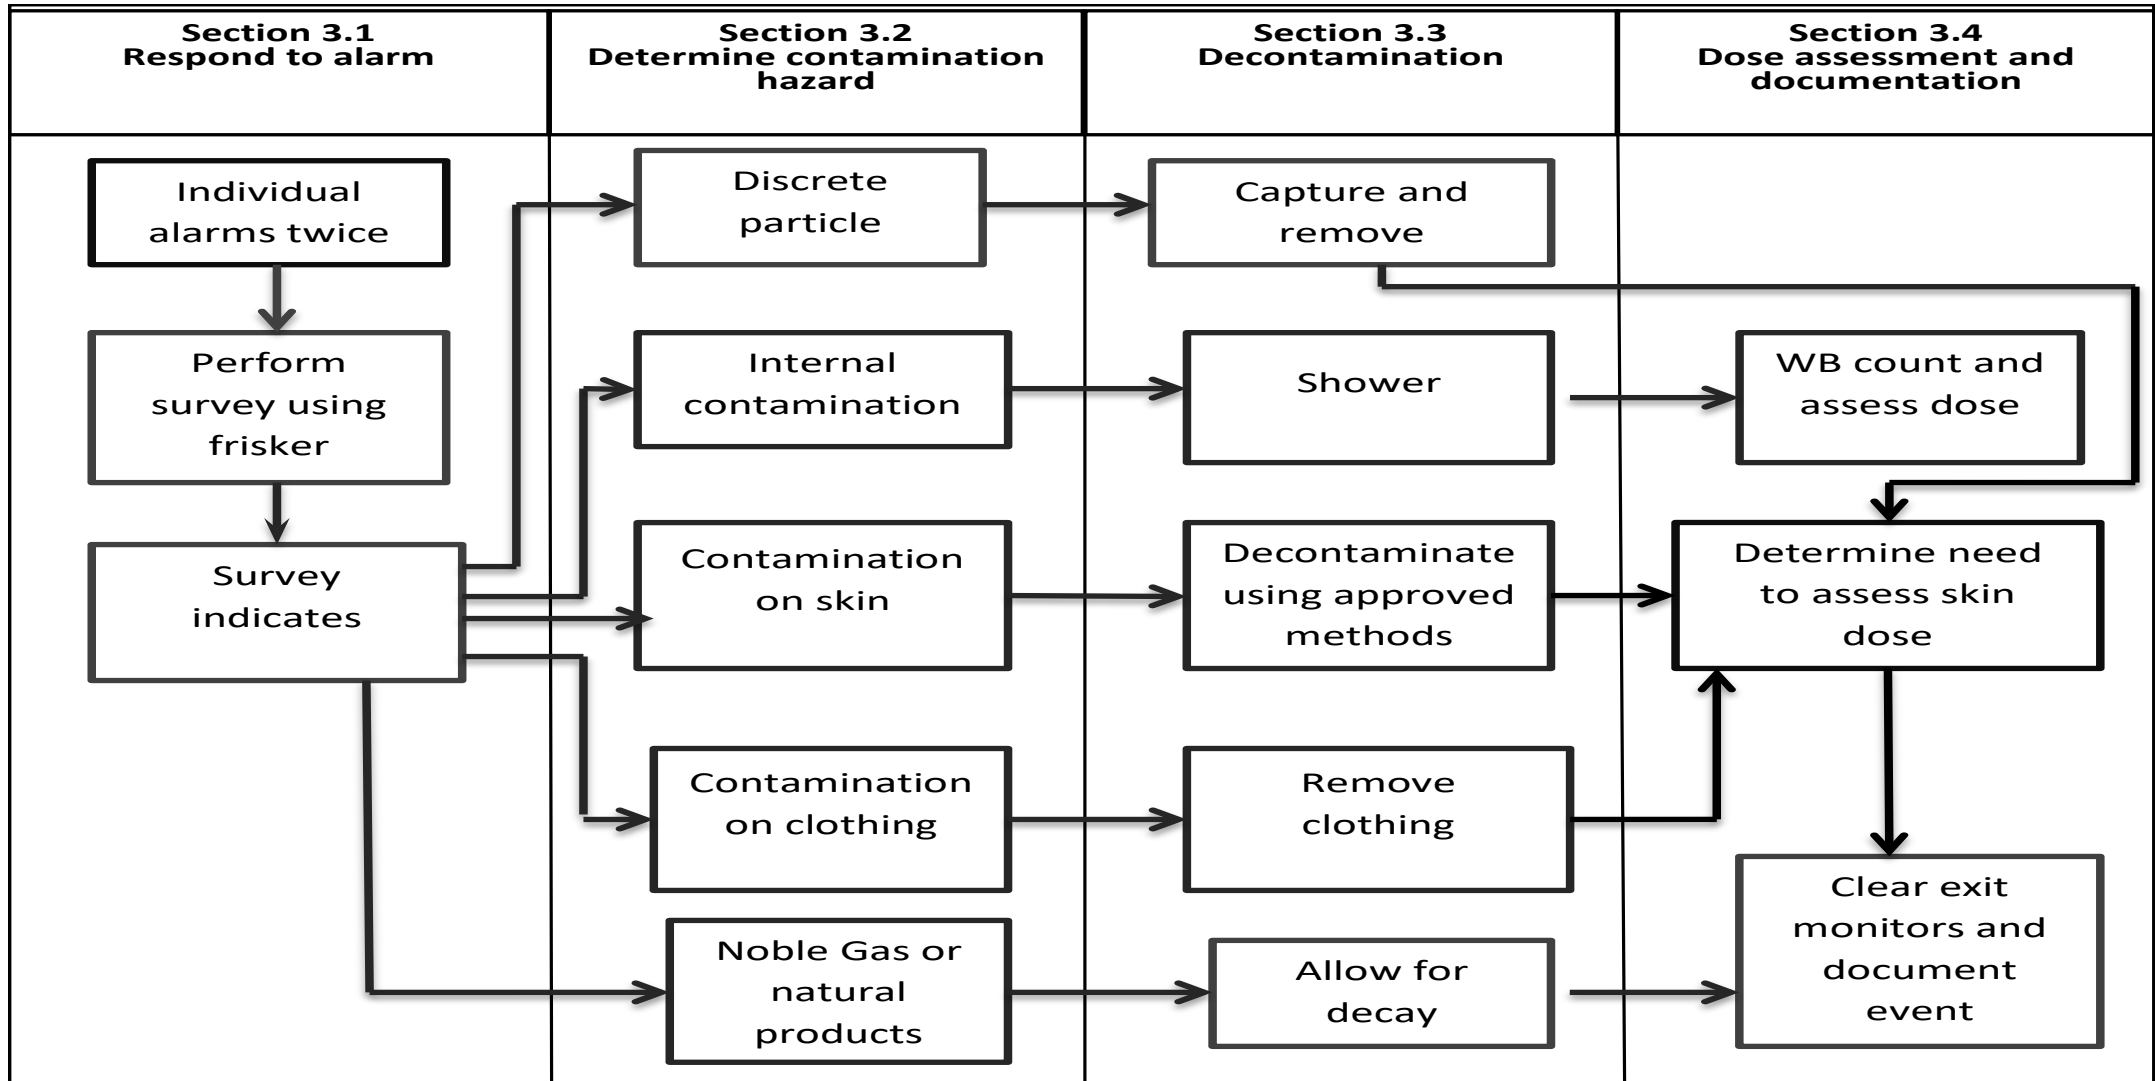 Section 3.1
Respond to alarm
Section 3.2
Determine contamination
hazard
Section 3.3
Decontamination
Section 3.4
Dose assessment and
documentation
Individual
alarms twice
Perform
survey using
frisker
Survey
indicates
Discrete
particle
Internal
contamination
Contamination
on skin
Contamination
on clothing
Noble Gas or
natural
products
Capture and
remove
Shower
Decontaminate
using approved
methods
Remove
clothing
Allow for
decay
WB count and
assess dose
Determine need
to assess skin
dose
Clear exit
monitors and
document
event